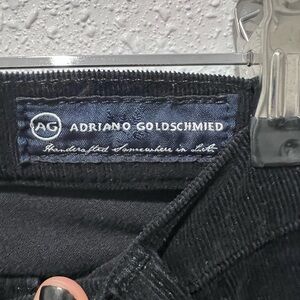 AG ADRIANO GOLDSCHMIED
Handcrafted Somewhere in L.A.